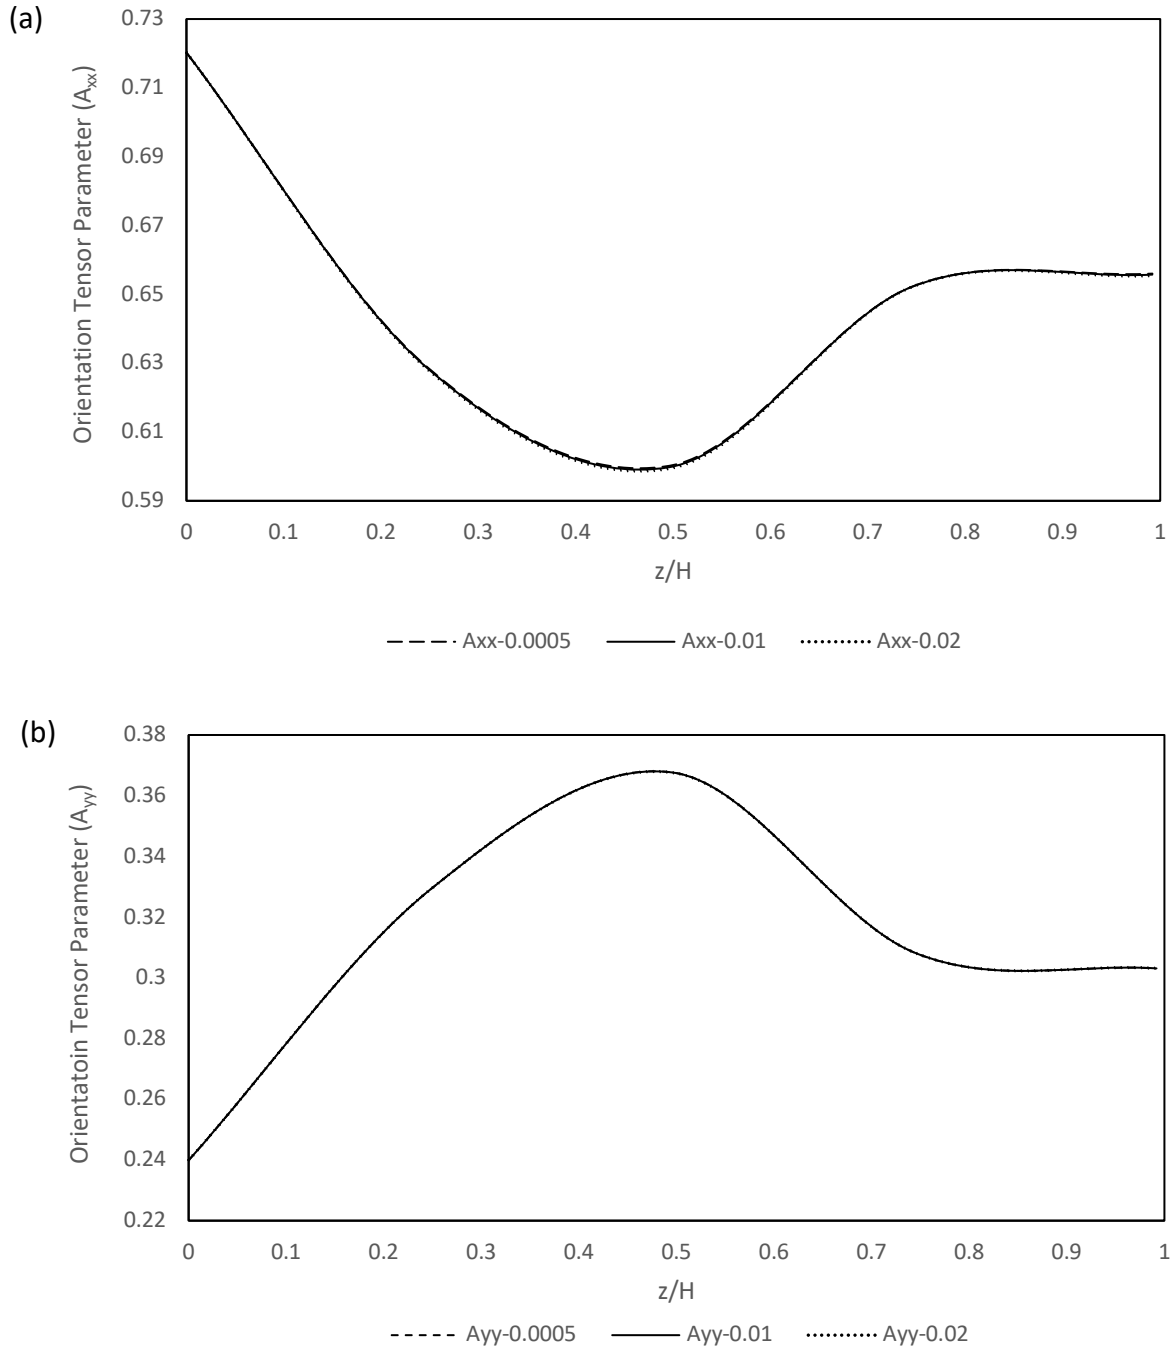 (a)
Orientation Tensor Parameter (Axx)
0.73
0.71
0.69
0.67
0.65
0.63
0.61
0.59
0 0.1 0.2 0.3 0.4 0.5 0.6 0.7 0.8 0.9 1
z/H
Axx-0.0005 Axx-0.01 Axx-0.02
(b)
Orientatoin Tensor Parameter (Ayy)
0.38
0.36
0.34
0.32
0.3
0.28
0.26
0.24
0.22
0 0.1 0.2 0.3 0.4 0.5 0.6 0.7 0.8 0.9 1
z/H
Ayy-0.0005 Ayy-0.01 Ayy-0.02